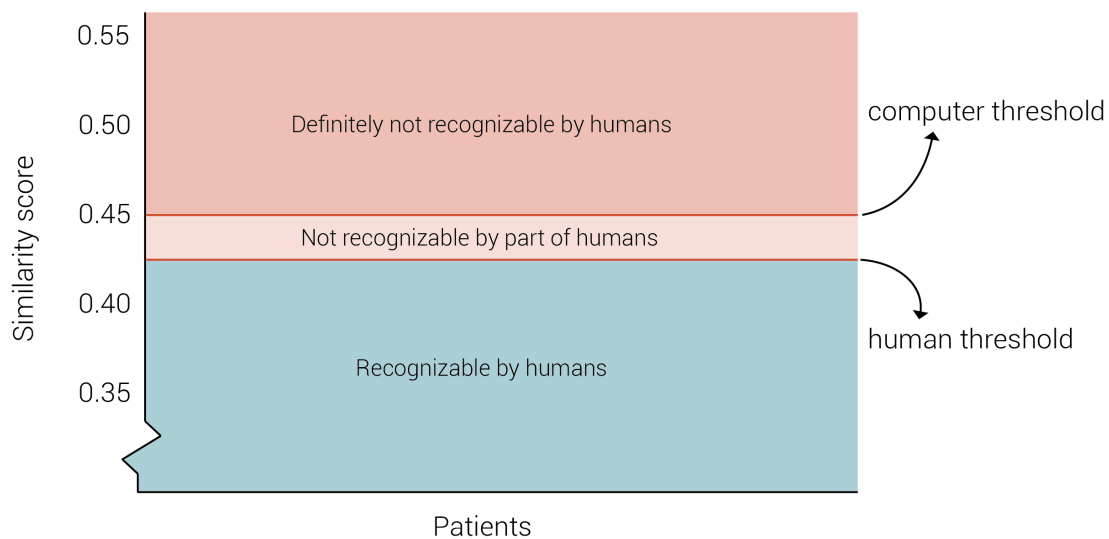 0.55
Definitely not recognizable by humans
computer threshold
0.50
0.45
Not recognizable by part of humans
Similarity score
0.40
human threshold
Recognizable by humans
0.35
Patients